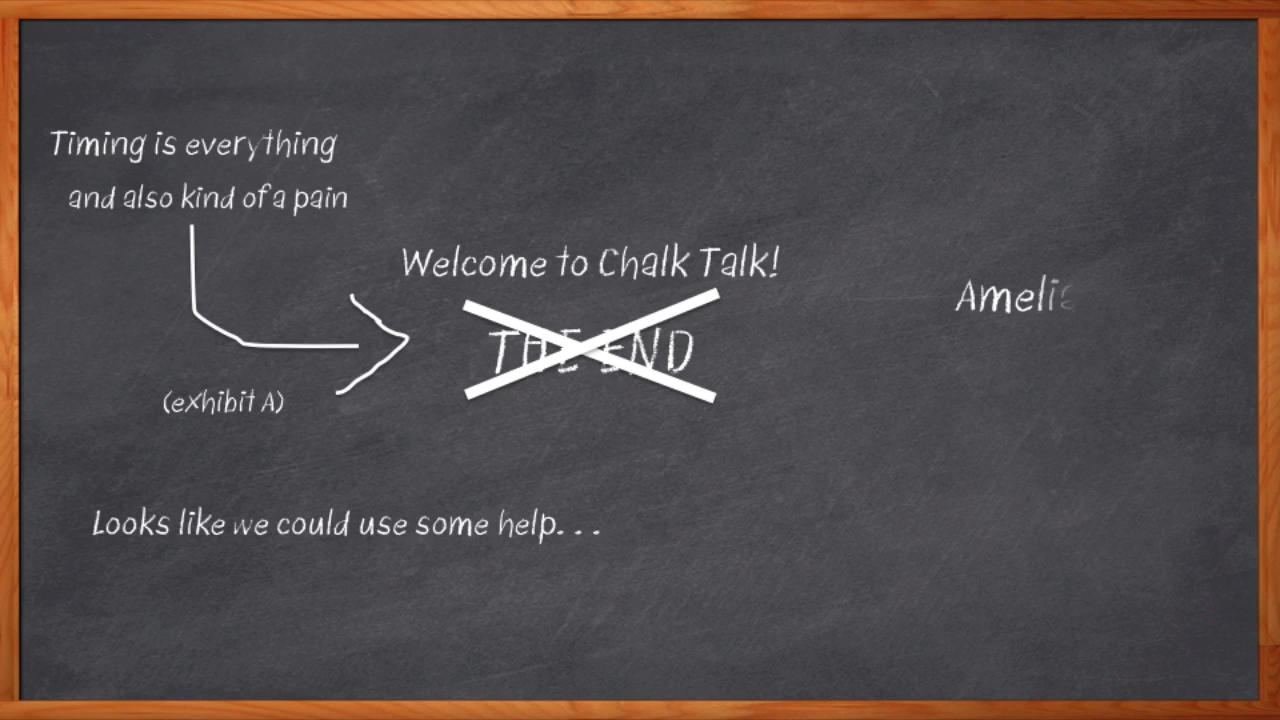 Timing is everything
and also kind of a pain
Welcome to Chalk Talk!
THE END
(exhibit A)
Looks like we could use some help. . .